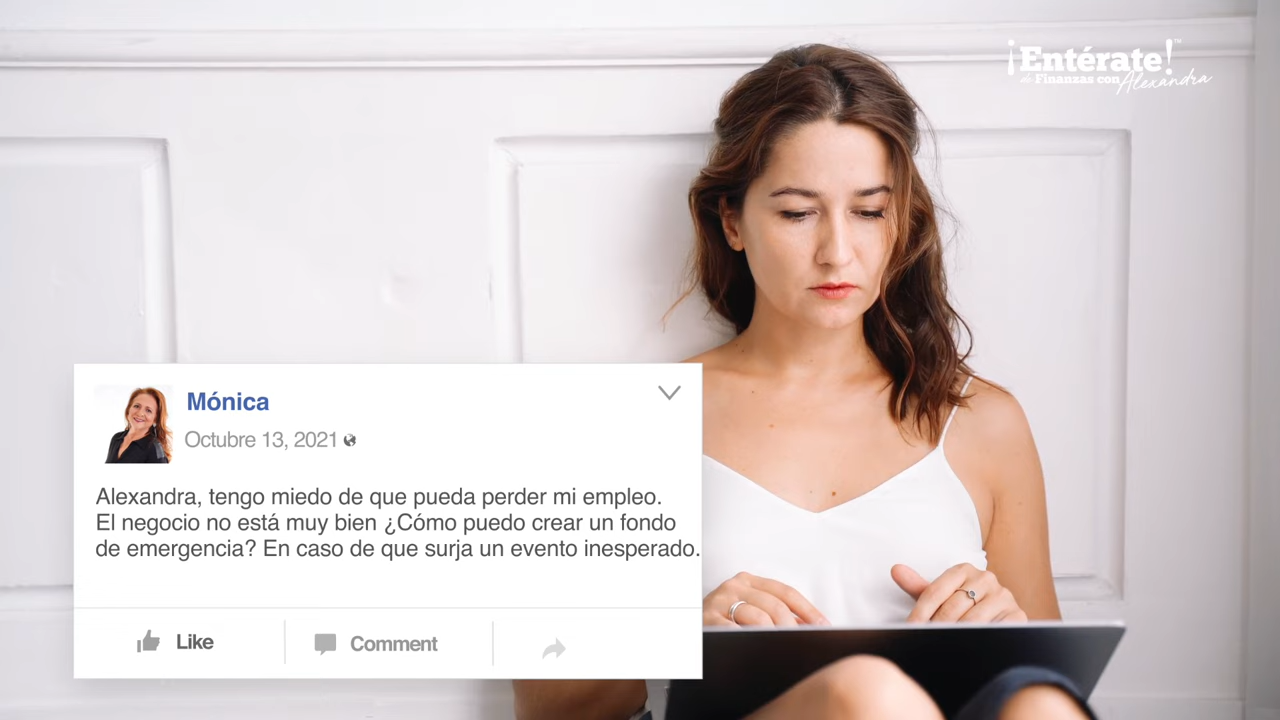 ¡Entérate!™
de Finanzas con Alexandra
Mónica
Octubre 13, 2021
Alexandra, tengo miedo de que pueda perder mi empleo.
El negocio no está muy bien ¿Cómo puedo crear un fondo
de emergencia? En caso de que surja un evento inesperado.
Like
Comment